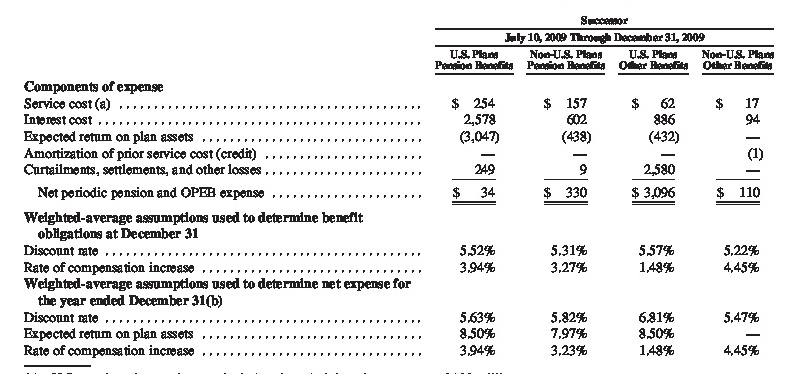 Successor
July 10, 2009 Through December 31, 2009
U.S. Plans Pension Benefits Non-U.S. Plans Pension Benefits U.S. Plans Other Benefits Non-U.S. Plans Other Benefits
Components of expense
Service cost (a) $ 254 $ 157 $ 62 $ 17
Interest cost 2,578 602 886 94
Expected return on plan assets (3,047) (438) (432) —
Amortization of prior service cost (credit) — — — (1)
Curtailments, settlements, and other losses 249 9 2,580 —
Net periodic pension and OPEB expense $ 34 $ 330 $ 3,096 $ 110
Weighted-average assumptions used to determine benefit
obligations at December 31
Discount rate 5.52% 5.31% 5.57% 5.22%
Rate of compensation increase 3.94% 3.27% 1.48% 4.45%
Weighted-average assumptions used to determine net expense for
the year ended December 31(b)
Discount rate 5.63% 5.82% 6.81% 5.47%
Expected return on plan assets 8.50% 7.97% 8.50% —
Rate of compensation increase 3.94% 3.23% 1.48% 4.45%